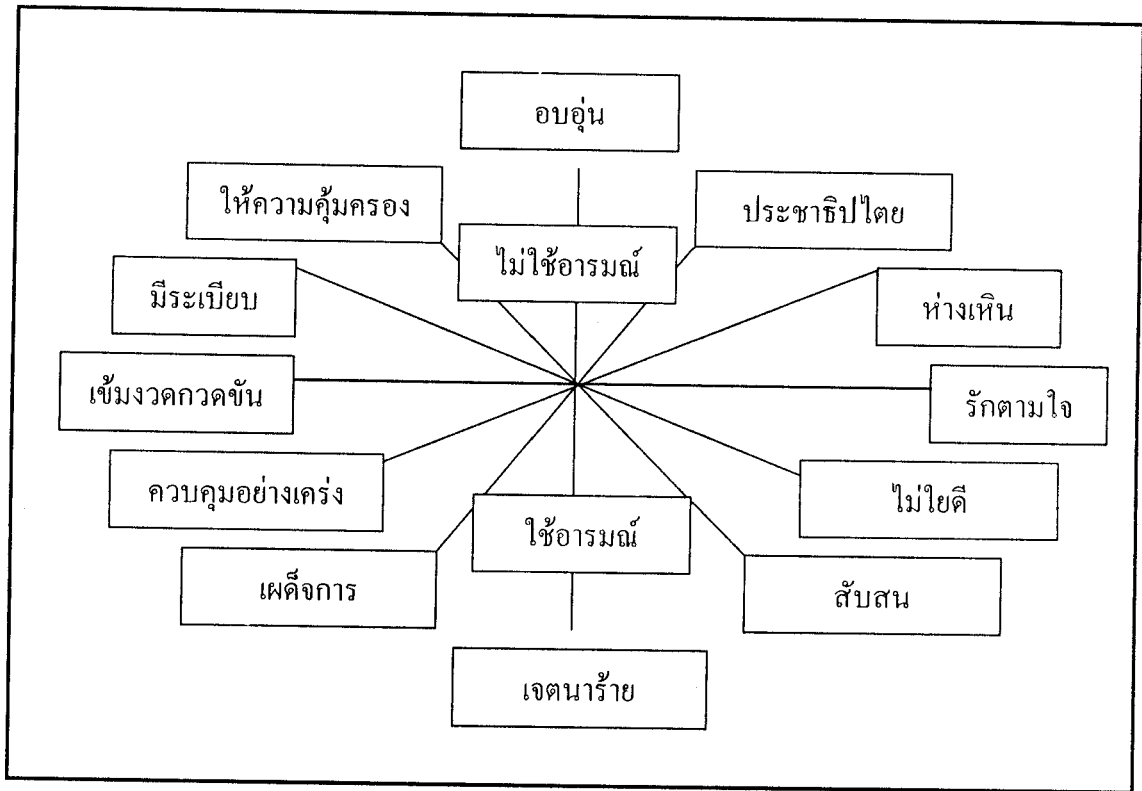 อบอุ่น
ให้ความคุ้มครอง
ประชาธิปไตย
ไม่ใช้อารมณ์
มีระเบียบ
ห่างเหิน
เข้มงวดกวดขัน
รักตามใจ
ควบคุมอย่างเคร่ง
ไม่ใยดี
ใช้อารมณ์
เผด็จการ
สับสน
เจตนาร้าย